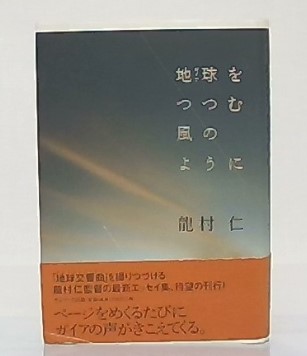 地球を
ガイア
つつむ
風の
ように
龍村 仁
「地球交響曲」を撮りつづける
龍村仁監督の最新エッセイ集、待望の刊行!
ページをめくるたびに
ガイアの声がきこえてくる。